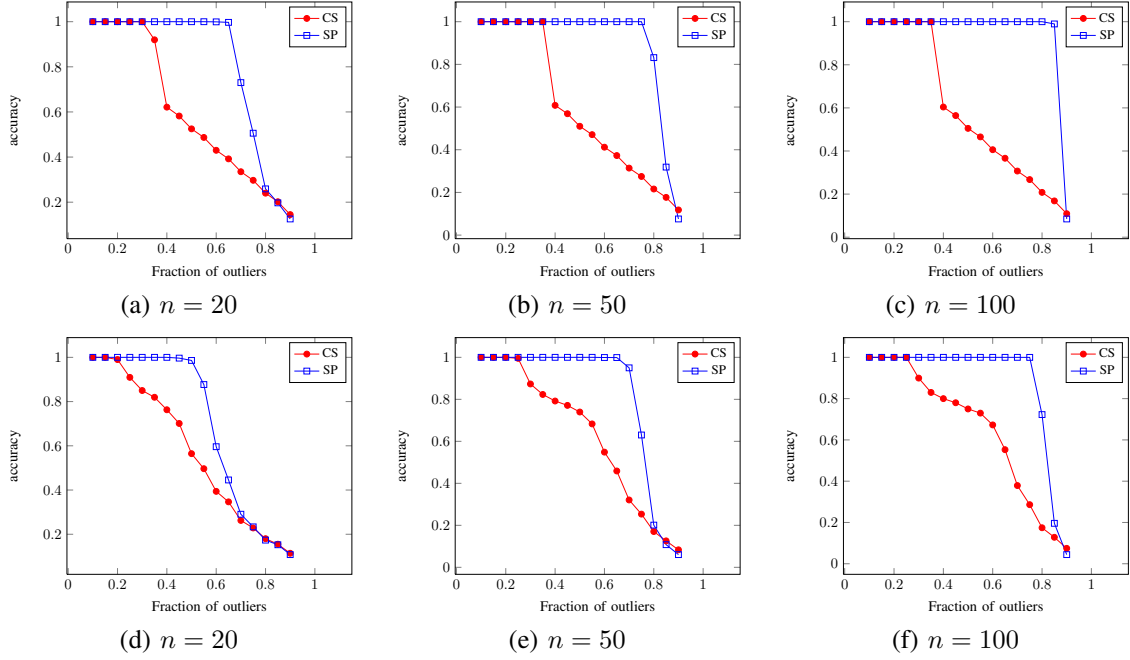 1
0.8
0.6
0.4
0.2
accuracy
0
0.2
0.4
0.6
0.8
1
Fraction of outliers
CS
SP
(a) n = 20
1
0.8
0.6
0.4
0.2
0
accuracy
0
0.2
0.4
0.6
0.8
1
Fraction of outliers
CS
SP
(b) n = 50
1
0.8
0.6
0.4
0.2
0
accuracy
0
0.2
0.4
0.6
0.8
1
Fraction of outliers
CS
SP
(c) n = 100
1
0.8
0.6
0.4
0.2
accuracy
0
0.2
0.4
0.6
0.8
1
Fraction of outliers
CS
SP
(d) n = 20
1
0.8
0.6
0.4
0.2
0
accuracy
0
0.2
0.4
0.6
0.8
1
Fraction of outliers
CS
SP
(e) n = 50
1
0.8
0.6
0.4
0.2
0
accuracy
0
0.2
0.4
0.6
0.8
1
Fraction of outliers
CS
SP
(f) n = 100